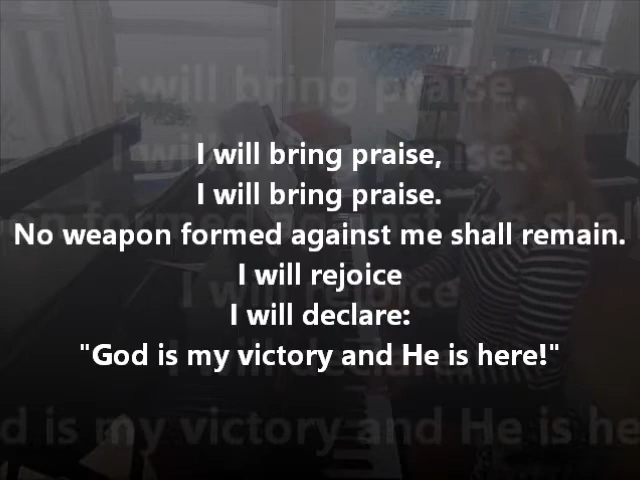 I will bring praise,
I will bring praise.
No weapon formed against me shall remain.
I will rejoice
I will declare:
"God is my victory and He is here!"